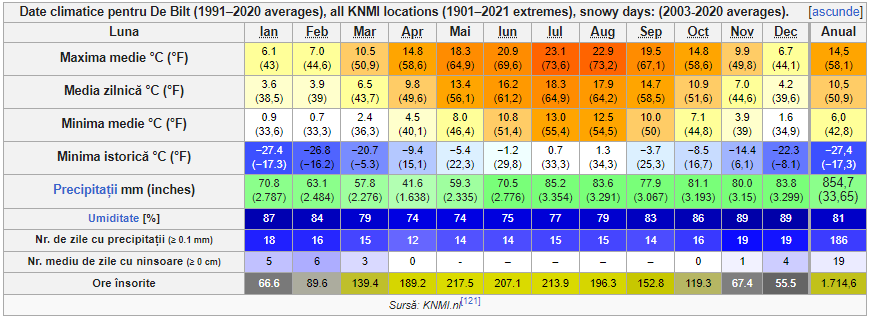 Date climatice pentru De Bilt (1991–2020 averages), all KNMI locations (1901–2021 extremes), snowy days: (2003-2020 averages). [ascunde]
Luna Ian Feb Mar Apr Mai Iun Iul Aug Sep Oct Nov Dec Anual
Maxima medie °C (°F) 6.1 (43) 7.0 (44,6) 10.5 (50,9) 14.8 (58,6) 18.3 (64,9) 20.9 (69,6) 23.1 (73,6) 22.9 (73,2) 19.5 (67,1) 14.8 (58,6) 9.9 (49,8) 6.7 (44,1) 14,5 (58,1)
Media zilnică °C (°F) 3.6 (38,5) 3.9 (39) 6.5 (43,7) 9.8 (49,6) 13.4 (56,1) 16.2 (61,2) 18.3 (64,9) 17.9 (64,2) 14.7 (58,5) 10.9 (51,6) 7.0 (44,6) 4.2 (39,6) 10,5 (50,9)
Minima medie °C (°F) 0.9 (33,6) 0.7 (33,3) 2.4 (36,3) 4.5 (40,1) 8.0 (46,4) 10.8 (51,4) 13.0 (55,4) 12.5 (54,5) 10.0 (50) 7.1 (44,8) 3.9 (39) 1.6 (34,9) 6,0 (42,8)
Minima istorică °C (°F) −27.4 (−17.3) −26.8 (−16.2) −20.7 (−5.3) −9.4 (15,1) −5.4 (22,3) −1.2 (29,8) 0.7 (33,3) 1.3 (34,3) −3.7 (25,3) −8.5 (16,7) −14.4 (6,1) −22.3 (−8.1) −27,4 (−17,3)
Precipitații mm (inches) 70.8 (2.787) 63.1 (2.484) 57.8 (2.276) 41.6 (1.638) 59.3 (2.335) 70.5 (2.776) 85.2 (3.354) 83.6 (3.291) 77.9 (3.067) 81.1 (3.193) 80.0 (3.15) 83.8 (3.299) 854,7 (33,65)
Umiditate [%] 87 84 79 74 74 75 77 79 83 86 89 89 81
Nr. de zile cu precipitații (≥ 0.1 mm) 18 16 15 12 14 14 15 15 14 16 19 19 186
Nr. mediu de zile cu ninsoare (≥ 0 cm) 5 6 3 0 - - - - - 0 1 4 19
Ore însorite 66.6 89.6 139.4 189.2 217.5 207.1 213.9 196.3 152.8 119.3 67.4 55.5 1.714,6
Sursă: KNMI.nl[121]